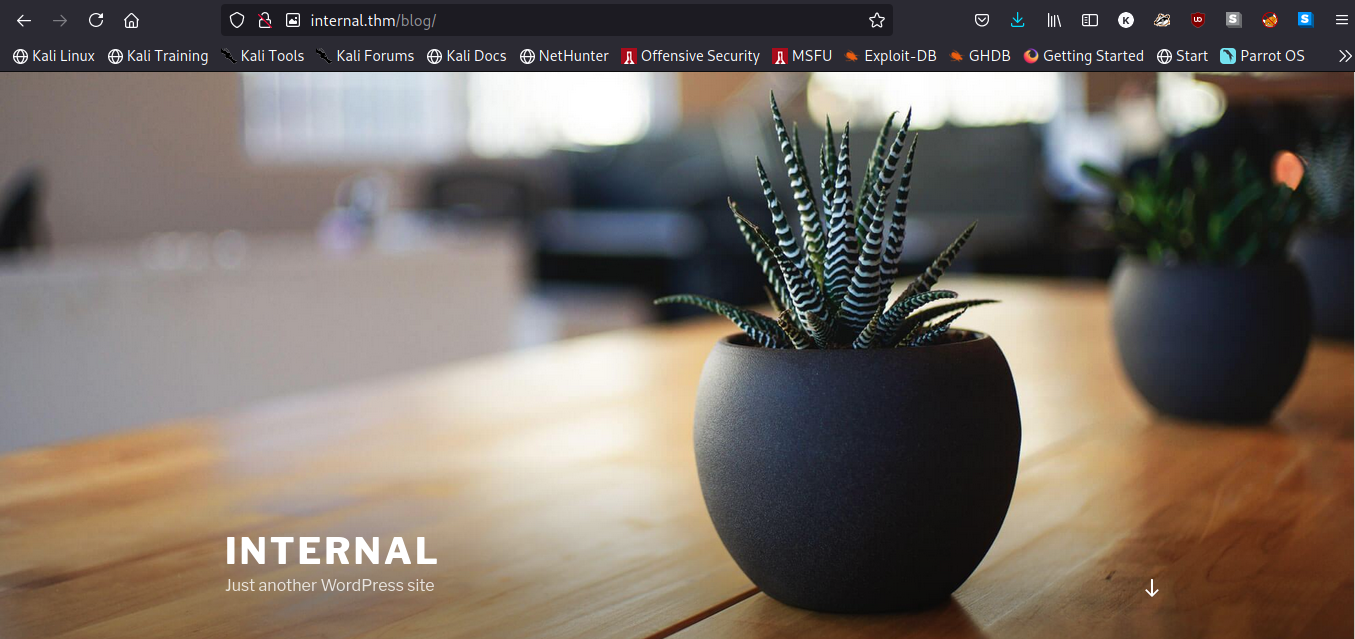 internal.thm/blog/
Kali Linux Kali Training Kali Tools Kali Forums Kali Docs NetHunter Offensive Security MSFU Exploit-DB GHDB Getting Started Start Parrot OS
K UD S S
INTERNAL
Just another WordPress site